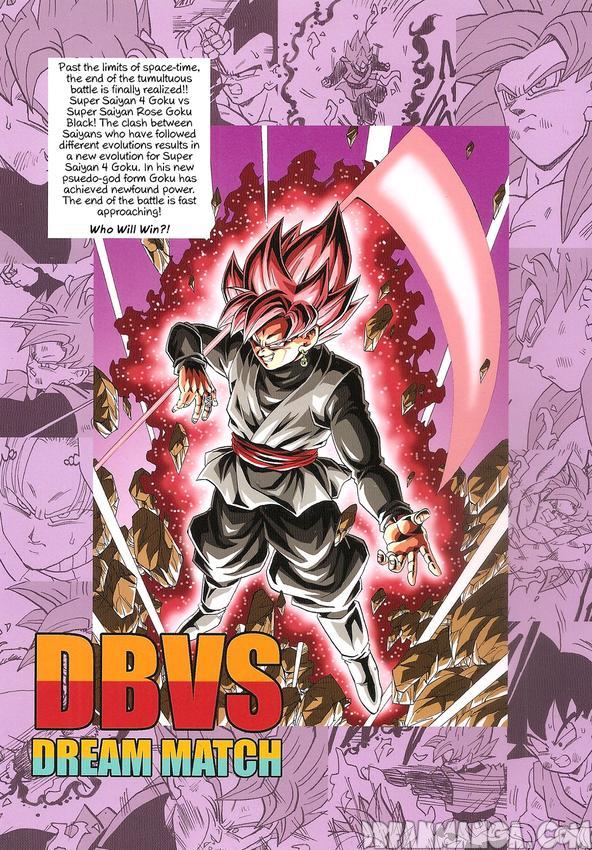 Past the limits of space-time,
the end of the tumultuous
battle is finally realized!!
Super Saiyan 4 Goku vs
Super Saiyan Rose Goku
Black! The clash between
Saiyans who have followed
different evolutions results in
a new evolution for Super
Saiyan 4 Goku. In his new
psuedo-god form Goku has
achieved newfound power.
The end of the battle is fast
approaching!
Who Will Win?!
DBVS
DREAM MATCH